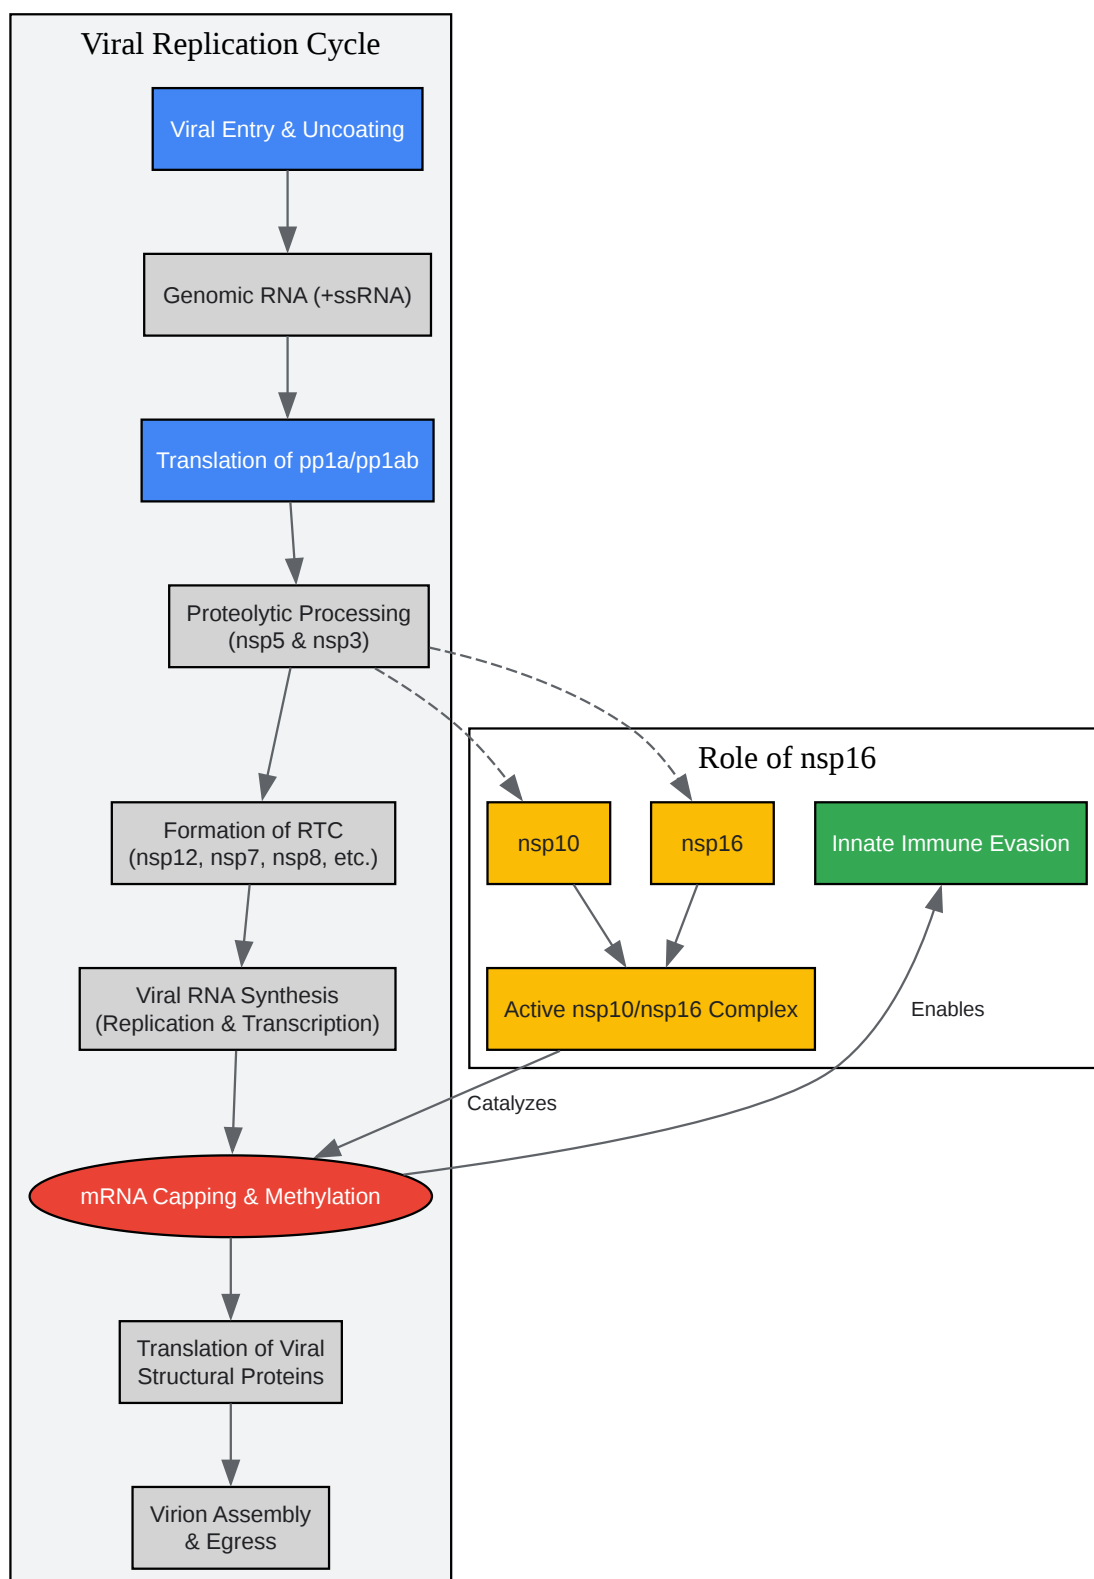 Viral Replication Cycle
Viral Entry & Uncoating
Genomic RNA (+ssRNA)
Translation of pp1a/pp1ab
Proteolytic Processing
(nsp5 & nsp3)
Role of nsp16
Formation of RTC
(nsp12, nsp7, nsp8, etc.)
nsp10
nsp16
Innate Immune Evasion
Viral RNA Synthesis
(Replication & Transcription)
Active nsp10/nsp16 Complex
Enables
Catalyzes
mRNA Capping & Methylation
Translation of Viral
Structural Proteins
Virion Assembly
& Egress